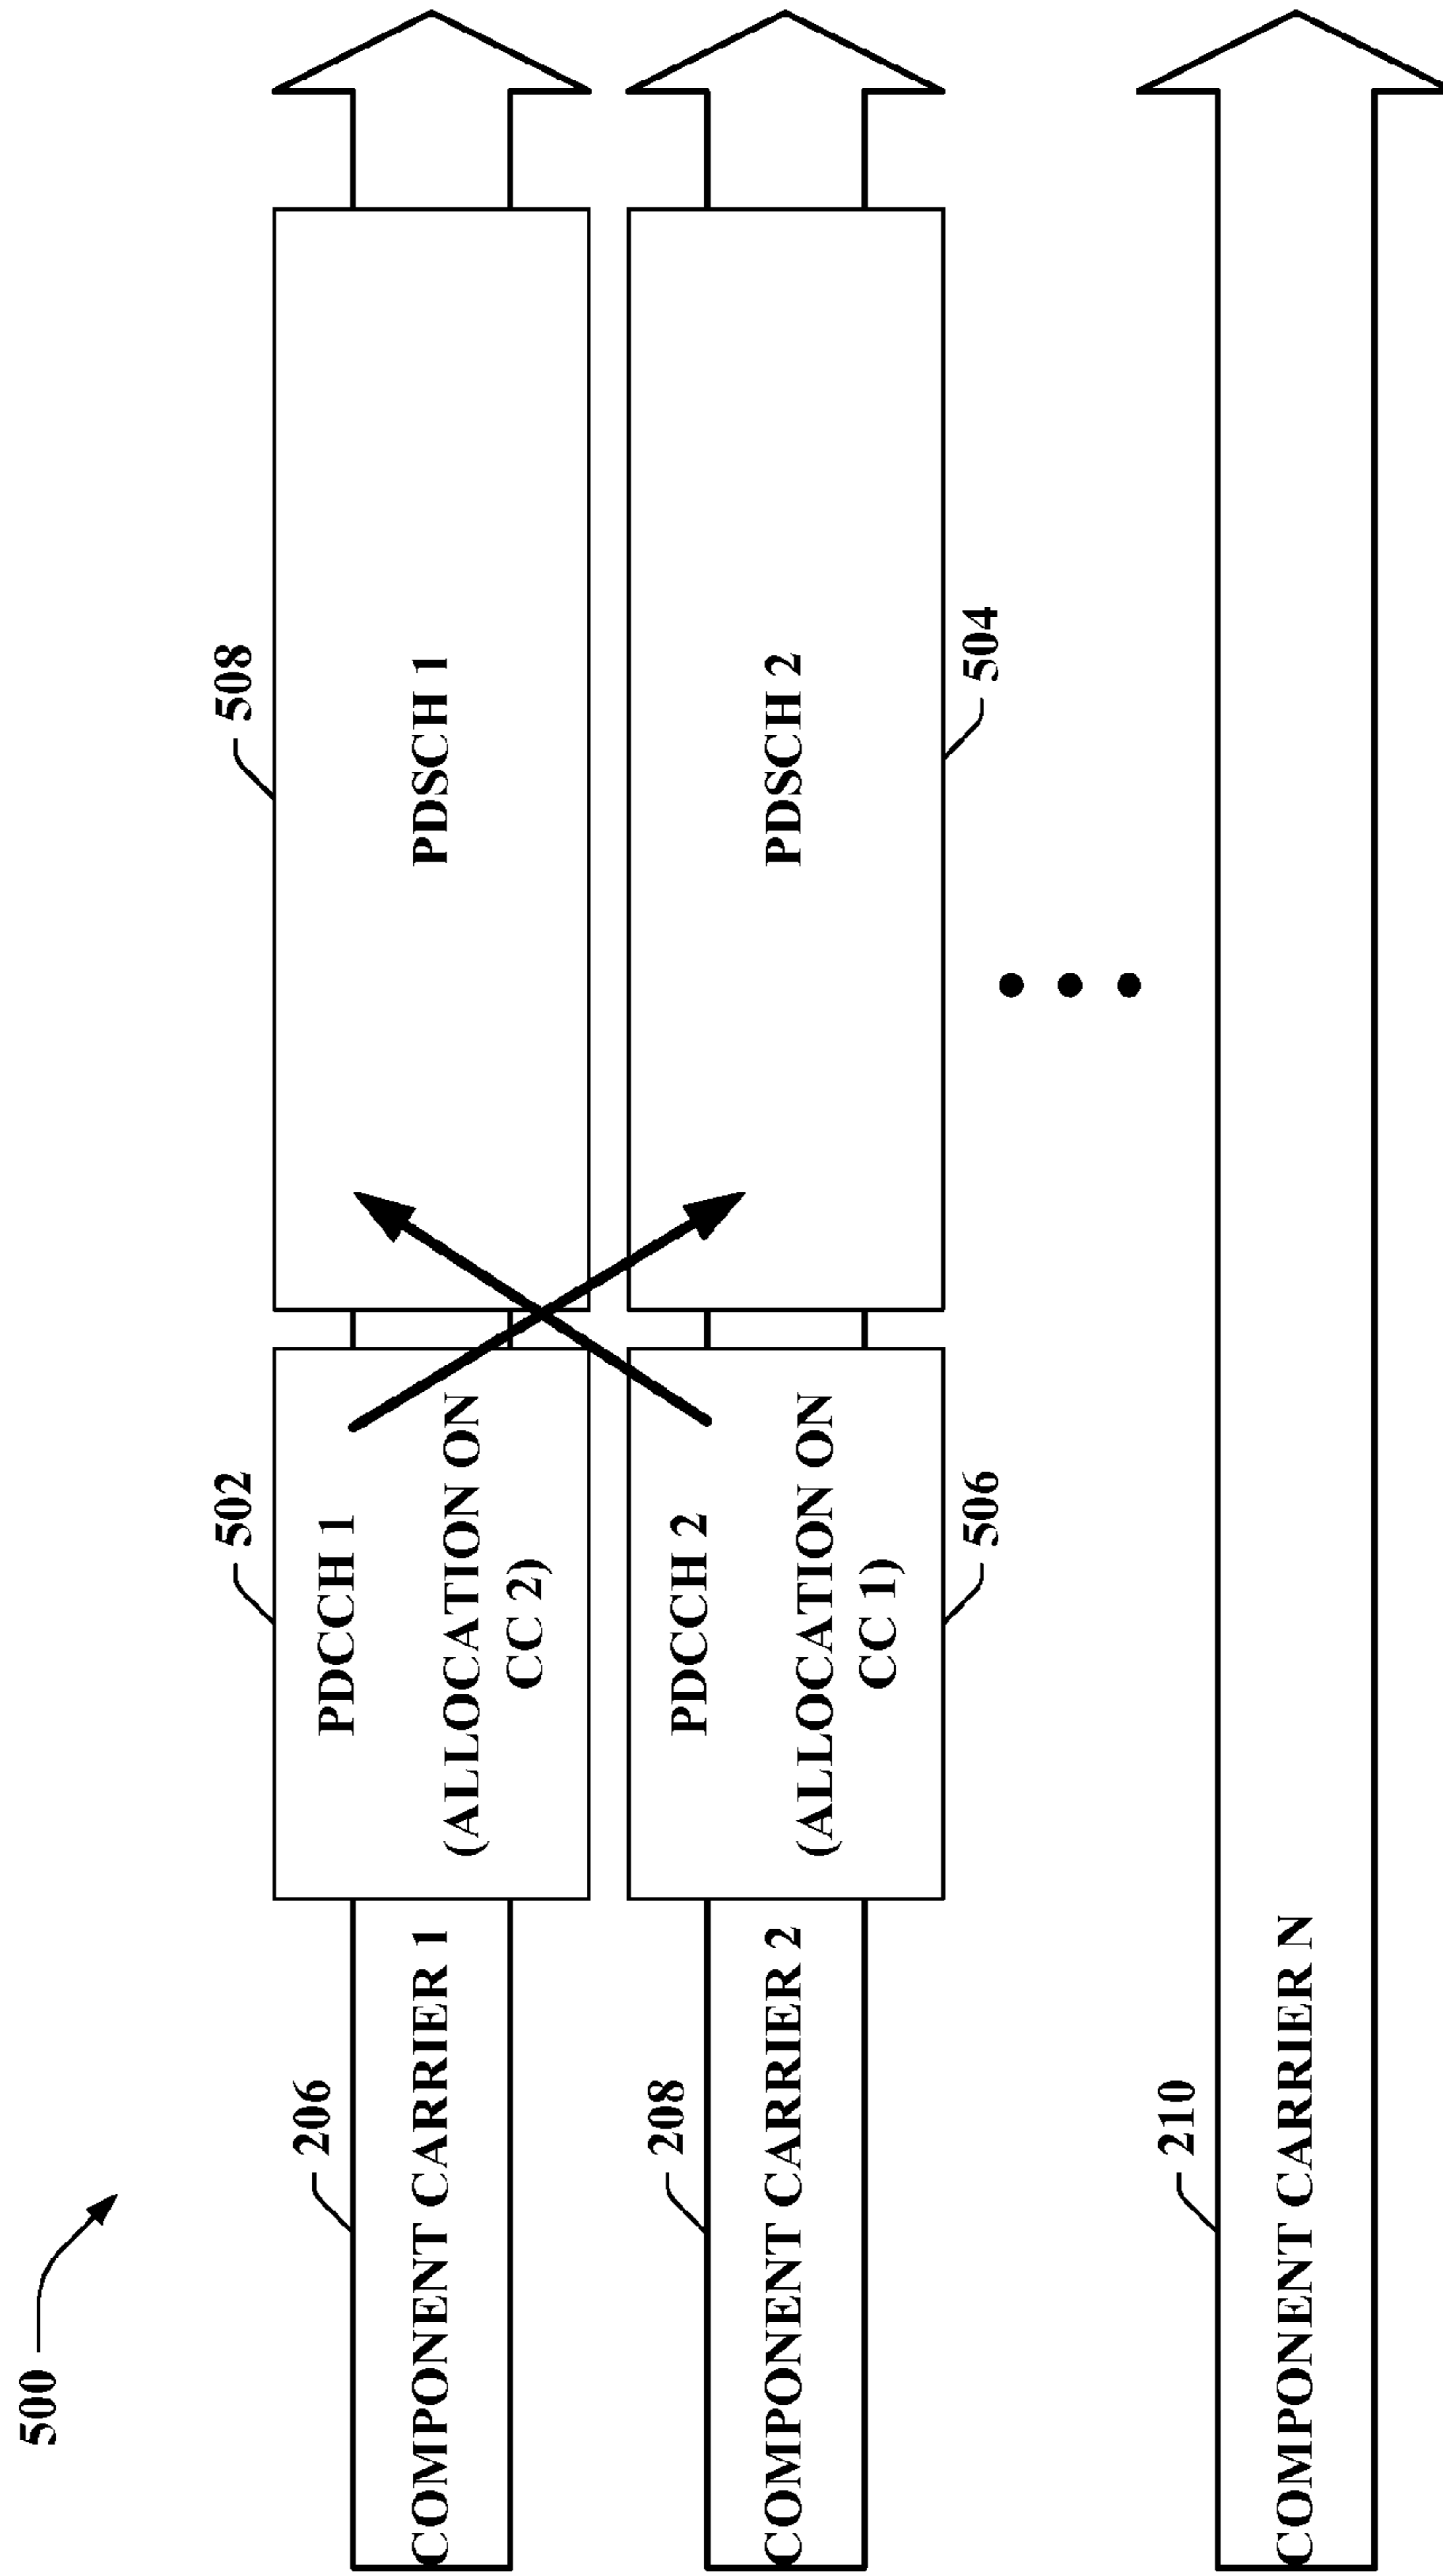 500
206
COMPONENT CARRIER 1
502
PDCCH 1
(ALLOCATION ON
CC 2)
508
PDSCH 1
208
COMPONENT CARRIER 2
PDCCH 2
(ALLOCATION ON
CC 1)
506
PDSCH 2
504
210
COMPONENT CARRIER N